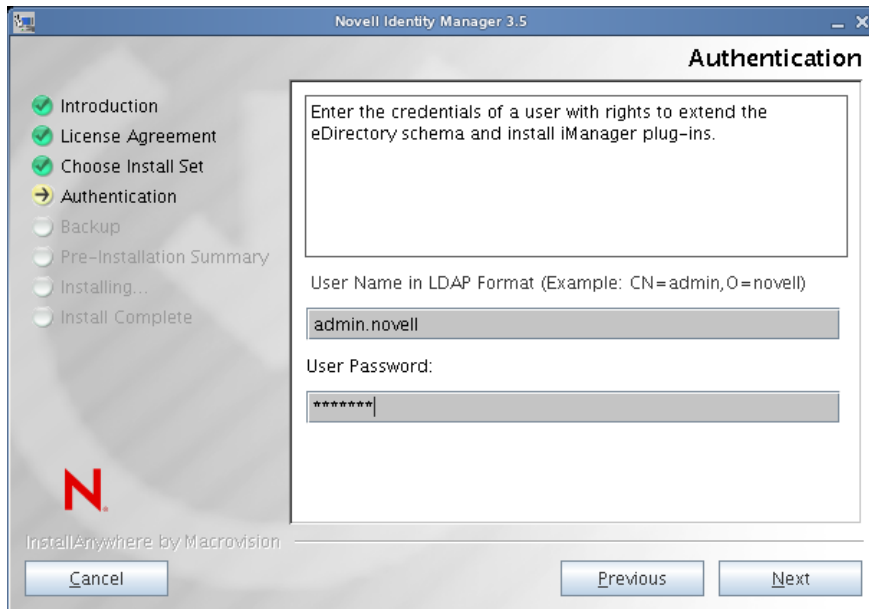 Novell Identity Manager 3.5
Authentication
Introduction
License Agreement
Choose Install Set
Authentication
Backup
Pre-Installation Summary
Installing...
Install Complete
Enter the credentials of a user with rights to extend the
eDirectory schema and install iManager plug-ins.
User Name in LDAP Format (Example: CN=admin,O=novell)
admin.novell
User Password:
*******
N
InstallAnywhere by Macrovision
Cancel
Previous
Next